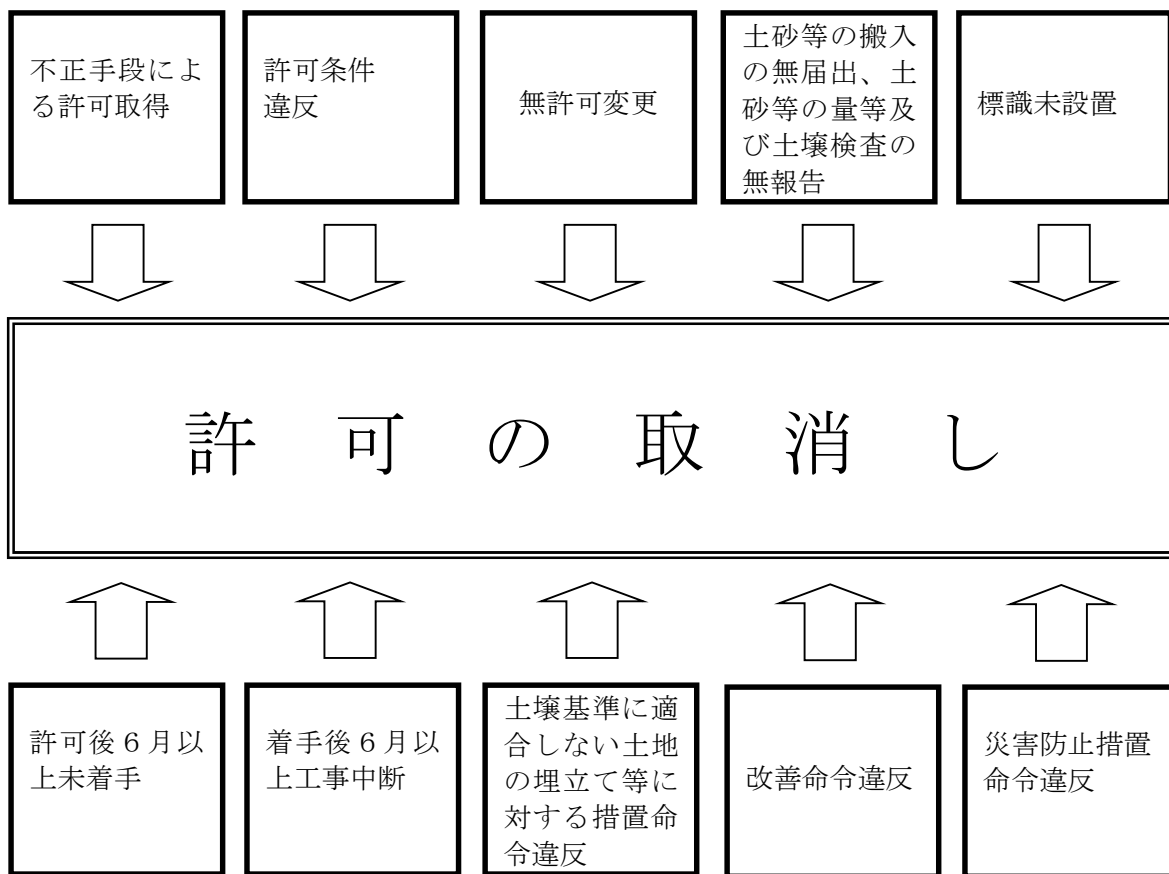 不正手段によ
る許可取得
許可条件
違反
無許可変更
土砂等の搬入
の無届出、土
砂等の量等及
び土壌検査の
無報告
標識未設置
許可の取消し
許可後６月以
上未着手
着手後６月以
上工事中断
土壌基準に適
合しない土地
の埋立て等に
対する措置命
令違反
改善命令違反
災害防止措置
命令違反